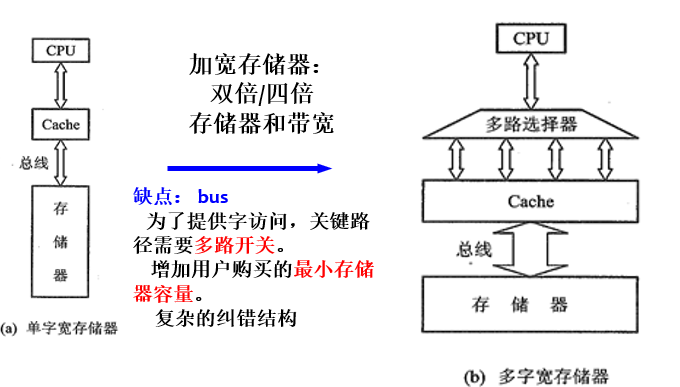 CPU
Cache
总线
存
储
器
(a) 单字宽存储器
加宽存储器：
双倍/四倍
存储器和带宽
缺点： bus
为了提供字访问，关键路
径需要多路开关。
增加用户购买的最小存储
器容量。
复杂的纠错结构
CPU
多路选择器
Cache
总线
存 储 器
(b) 多字宽存储器